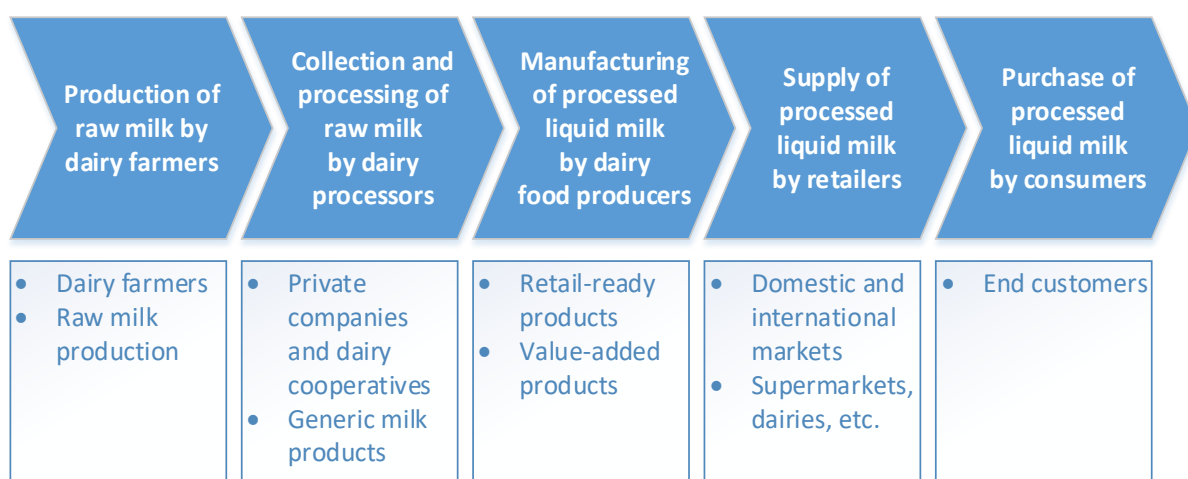 Production of
raw milk by
dairy farmers
Collection and
processing of
raw milk
by dairy
processors
Manufacturing
of processed
liquid milk
by dairy
food producers
Supply of
processed
liquid milk
by retailers
Purchase of
processed
liquid milk
by consumers
• Dairy farmers
• Raw milk
production
• Private
companies
and dairy
cooperatives
• Generic milk
products
• Retail-ready
products
• Value-added
products
• Domestic and
international
markets
• Supermarkets,
dairies, etc.
• End customers